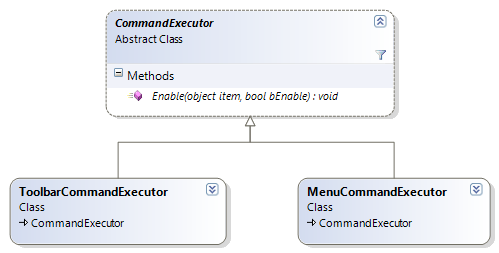 CommandExecutor
Abstract Class
Methods
Enable(object item, bool bEnable) : void
ToolbarCommandExecutor
Class
CommandExecutor
MenuCommandExecutor
Class
CommandExecutor